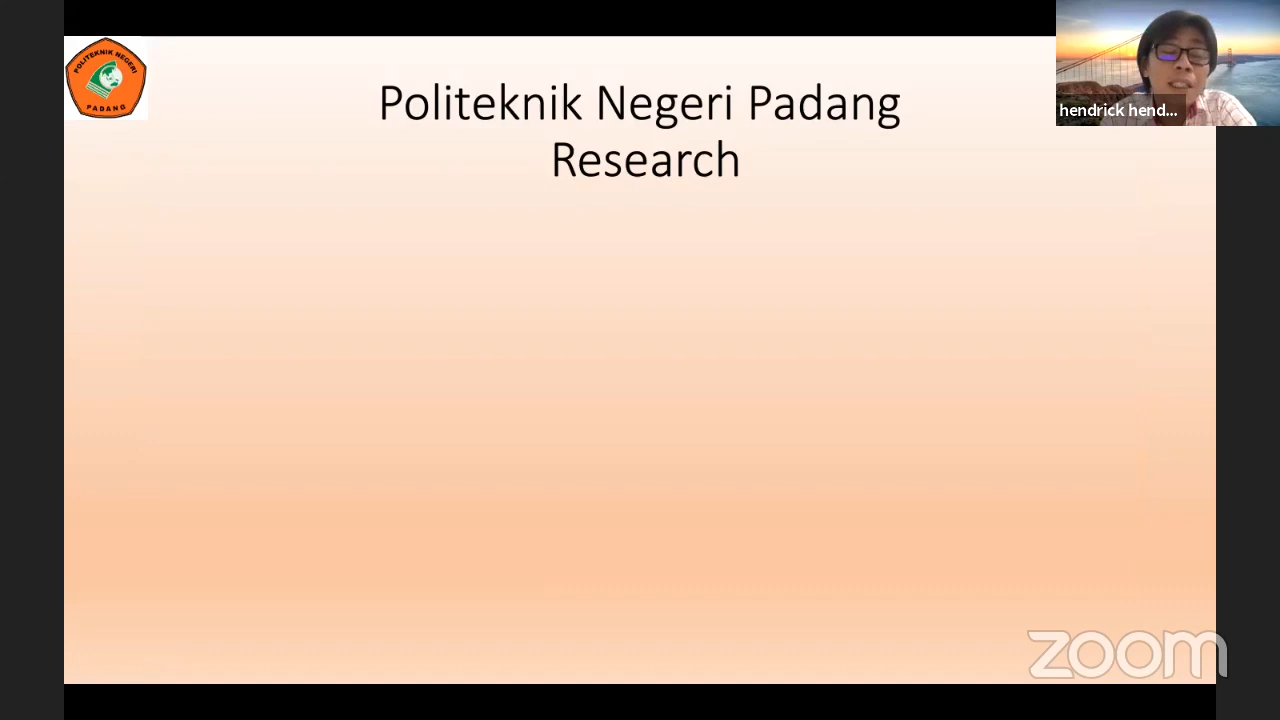 POLITEKNIK NEGERI
PADANG
Politeknik Negeri Padang
Research
hendrick hend...
zoom